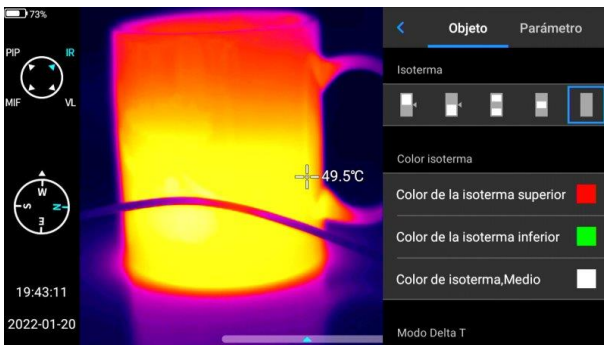 73%
PIP
IR
MIF
VL
W
S
N
E
19:43:11
2022-01-20
49.5℃
Objeto
Parámetro
Isoterma
Color isoterma
Color de la isoterma superior
Color de la isoterma inferior
Color de isoterma,Medio
Modo Delta T